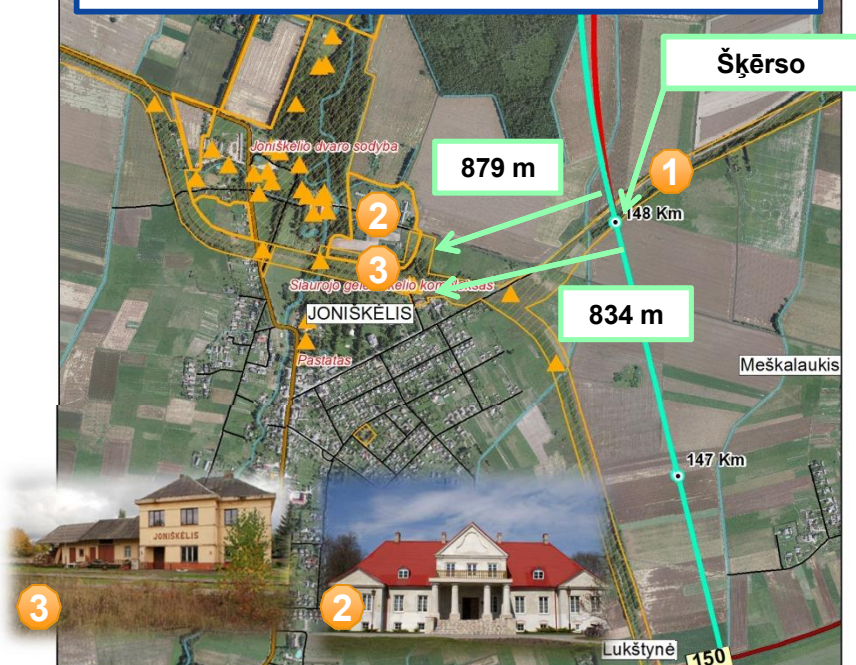 Šķērso
Joniškėlio dvaro sodyba
879 m
1
2
148 Km
3
Siaurojo geležinkelio kompleksas
JONIŠKĖLIS
834 m
Pastatas
Meškalaukis
147 Km
JONIŠKĖLIS
3
2
Lukštynė
150